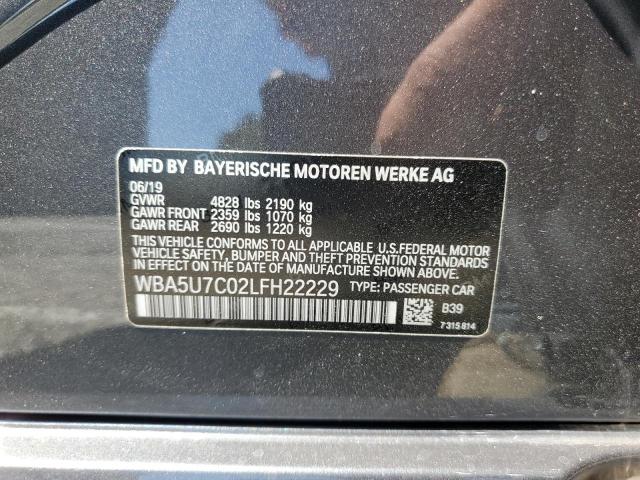 MFD BY BAYERISCHE MOTOREN WERKE AG
06/19
GVWR 4828 lbs 2190 kg
GAWR FRONT 2359 lbs 1070 kg
GAWR REAR 2690 lbs 1220 kg
THIS VEHICLE CONFORMS TO ALL APPLICABLE U.S.FEDERAL MOTOR
VEHICLE SAFETY, BUMPER AND THEFT PREVENTION STANDARDS
IN EFFECT ON THE DATE OF MANUFACTURE SHOWN ABOVE.
WBA5U7C02LFH22229 TYPE: PASSENGER CAR
B39
7315814